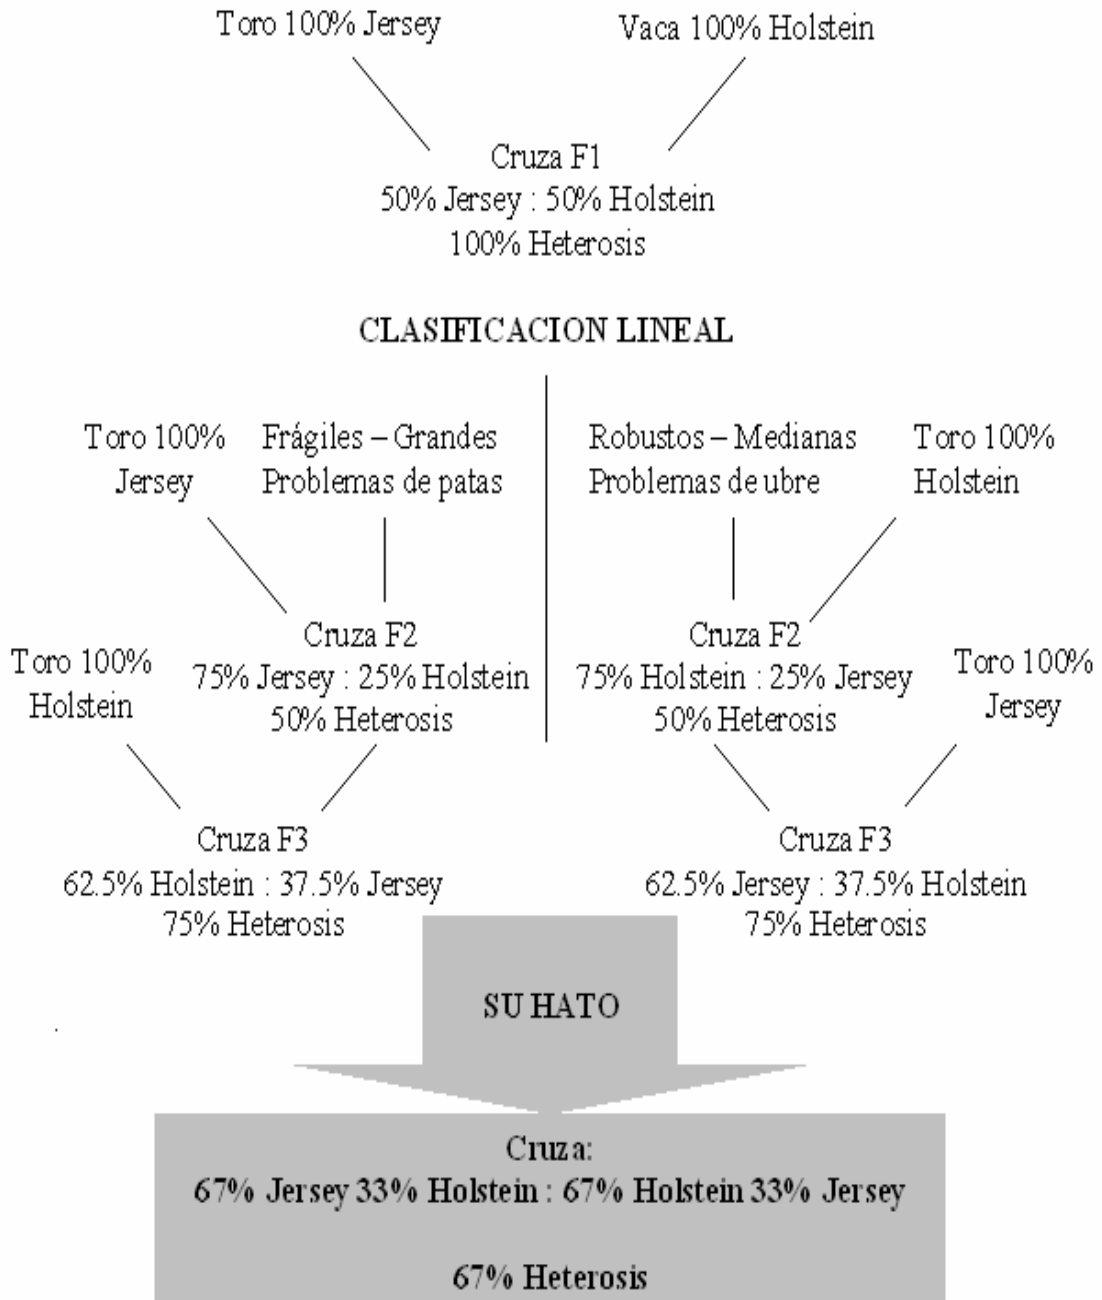 Toro 100% Jersey
Vaca 100% Holstein
Cruza F1
50% Jersey : 50% Holstein
100% Heterosis
CLASIFICACION LINEAL
Toro 100%
Jersey
Frágiles – Grandes
Problemas de patas
Robustos – Medianas
Problemas de ubre
Toro 100%
Holstein
Toro 100%
Holstein
Cruza F2
75% Jersey : 25% Holstein
50% Heterosis
Cruza F2
75% Holstein : 25% Jersey
50% Heterosis
Toro 100%
Jersey
Cruza F3
62.5% Holstein : 37.5% Jersey
75% Heterosis
Cruza F3
62.5% Jersey : 37.5% Holstein
75% Heterosis
SU HATO
Cruza:
67% Jersey 33% Holstein : 67% Holstein 33% Jersey
67% Heterosis